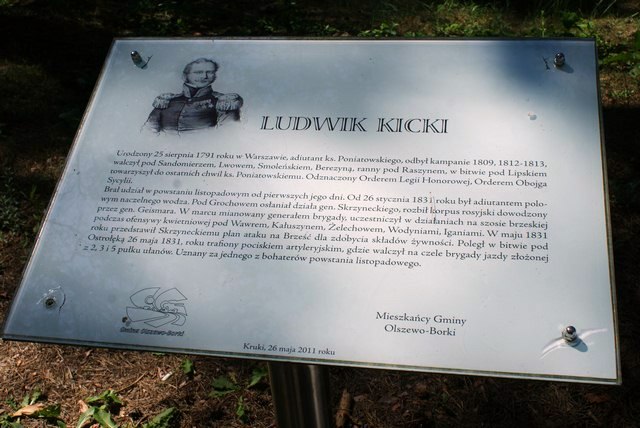 LUDWIK KICKI
Urodzony 25 sierpnia 1791 roku w Warszawie, adiutant ks. Poniatowskiego, odbył kampanie 1809, 1812-1813,
walczył pod Sandomierzem, Lwowem, Smoleńskiem, Berezyną, ranny pod Raszynem, w bitwie pod Lipskiem
towarzyszył do ostatnich chwil ks. Poniatowskiemu. Odznaczony Orderem Legii Honorowej, Orderem Obojga
Sycylii.
Brał udział w powstaniu listopadowym od pierwszych jego dni. Od 26 stycznia 1831 roku był adiutantem polo-
wym naczelnego wodza. Pod Grochowem osłaniał działa gen. Skrzyneckiego, rozbił korpus rosyjski dowodzony
przez gen. Geismara. W marcu mianowany generałem brygady, uczestniczył w działaniach na szosie brzeskiej
podczas ofensywy kwietniowej pod Wawrem, Kałuszynem, Żelechowem, Wodyniami, Iganiami. W maju 1831
roku przedstawił Skrzyneckiemu plan ataku na Brześć dla zdobycia składów żywności. Poległ w bitwie pod
Ostrołęką 26 maja 1831, roku trafiony pociskiem artyleryjskim, gdzie walczył na czele brygady jazdy złożonej
z 2, 3 i 5 pułku ułanów. Uznany za jednego z bohaterów powstania listopadowego.
Mieszkańcy Gminy
Olszewo-Borki
Gmina Olszewo-Borki
Kruki, 26 maja 2011 roku